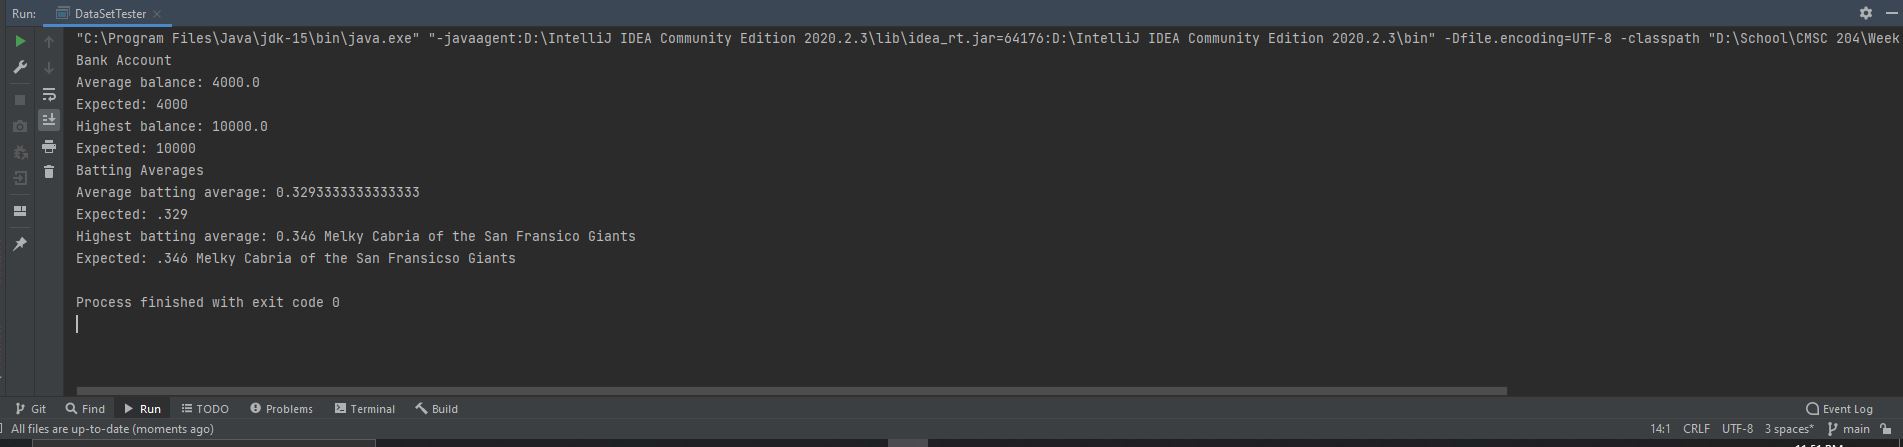 Run: DataSetTester
"C:\Program Files\Java\jdk-15\bin\java.exe" "-javaagent:D:\IntelliJ IDEA Community Edition 2020.2.3\lib\idea_rt.jar=64176:D:\IntelliJ IDEA Community Edition 2020.2.3\bin" -Dfile.encoding=UTF-8 -classpath "D:\School\CMSC 204\Week
Bank Account
Average balance: 4000.0
Expected: 4000
Highest balance: 10000.0
Expected: 10000
Batting Averages
Average batting average: 0.3293333333333333
Expected: .329
Highest batting average: 0.346 Melky Cabria of the San Fransico Giants
Expected: .346 Melky Cabria of the San Fransicso Giants
Process finished with exit code 0
Git Find Run TODO Problems Terminal Build Event Log
All files are up-to-date (moments ago) 14:1 CRLF UTF-8 3 spaces* main